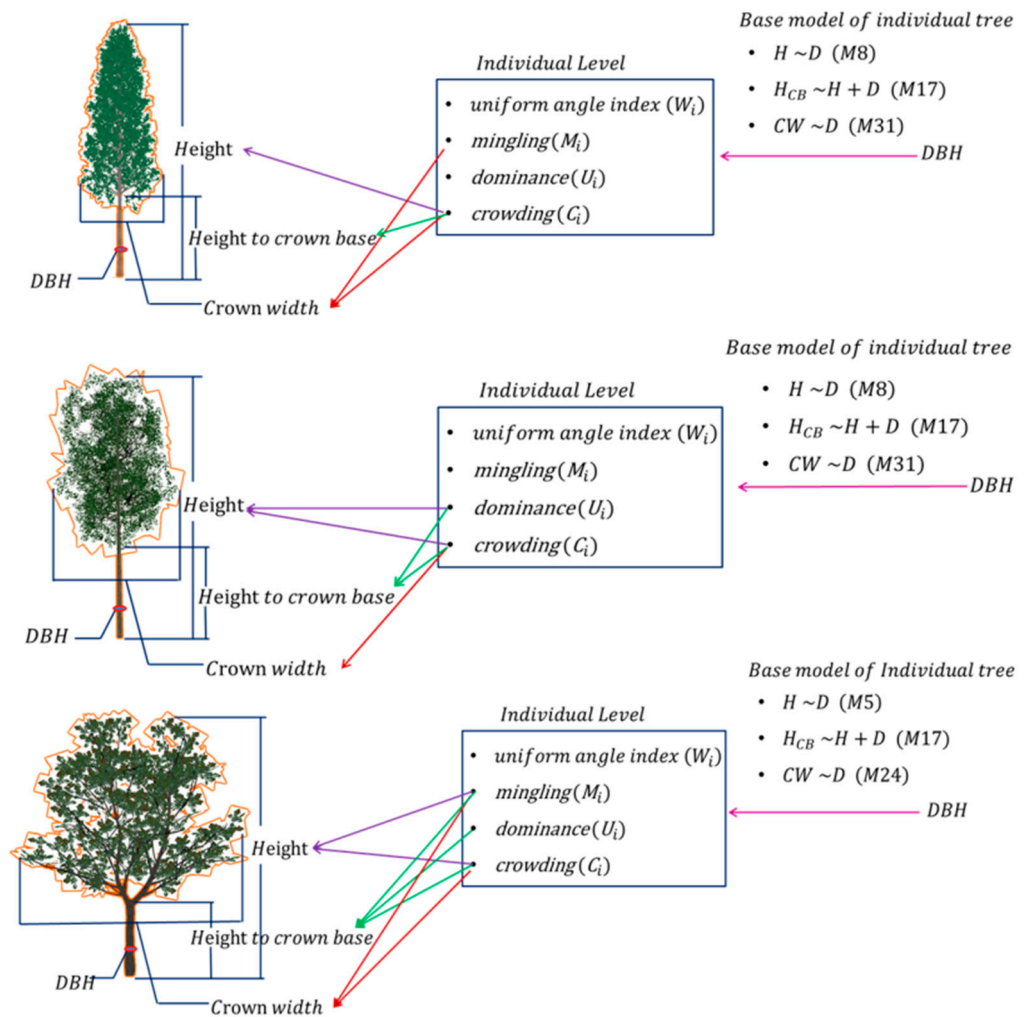 Base model of individual tree
• H ~D (M8)
• H_CB ~H + D (M17)
• CW ~D (M31)
DBH
Individual Level
• uniform angle index (W_i)
• mingling(M_i)
• dominance(U_i)
• crowding(C_i)
Height
Height to crown base
DBH
Crown width
Base model of individual tree
• H ~D (M8)
• H_CB ~H + D (M17)
• CW ~D (M31)
DBH
Individual Level
• uniform angle index (W_i)
• mingling(M_i)
• dominance(U_i)
• crowding(C_i)
Height
Height to crown base
DBH
Crown width
Base model of Individual tree
• H ~D (M5)
• H_CB ~H + D (M17)
• CW ~D (M24)
DBH
Individual Level
• uniform angle index (W_i)
• mingling(M_i)
• dominance(U_i)
• crowding(C_i)
Height
Height to crown base
DBH
Crown width